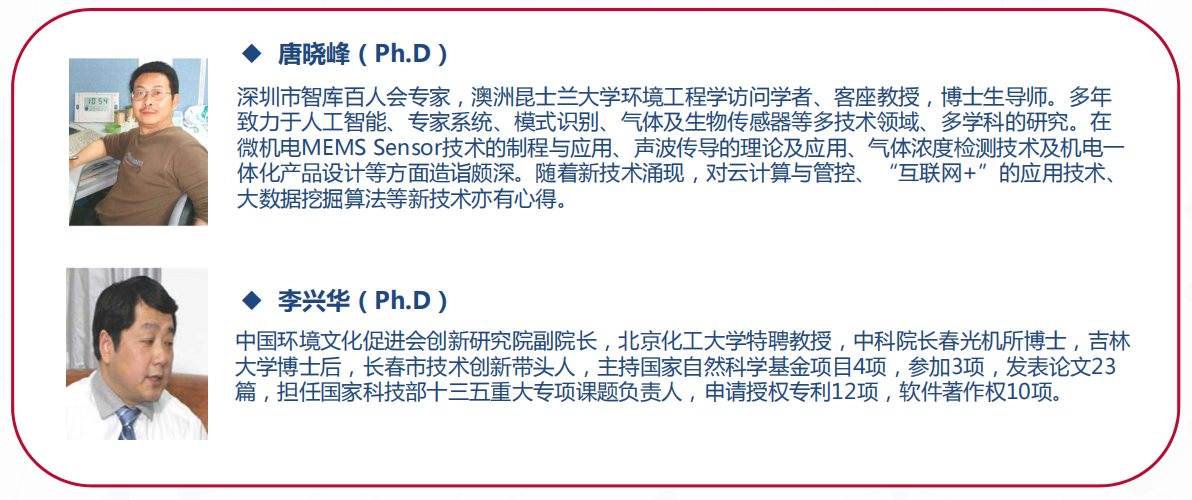 10:54
◆ 唐晓峰（Ph.D）
深圳市智库百人会专家，澳洲昆士兰大学环境工程学访问学者、客座教授，博士生导师。多年
致力于人工智能、专家系统、模式识别、气体及生物传感器等多技术领域、多学科的研究。在
微机电MEMS Sensor技术的制程与应用、声波传导的理论及应用、气体浓度检测技术及机电一
体化产品设计等方面造诣颇深。随着新技术涌现，对云计算与管控、“互联网+”的应用技术、
大数据挖掘算法等新技术亦有心得。
◆ 李兴华（Ph.D）
中国环境文化促进会创新研究院副院长，北京化工大学特聘教授，中科院长春光机所博士，吉林
大学博士后，长春市技术创新带头人，主持国家自然科学基金项目4项，参加3项，发表论文23
篇，担任国家科技部十三五重大专项课题负责人，申请授权专利12项，软件著作权10项。